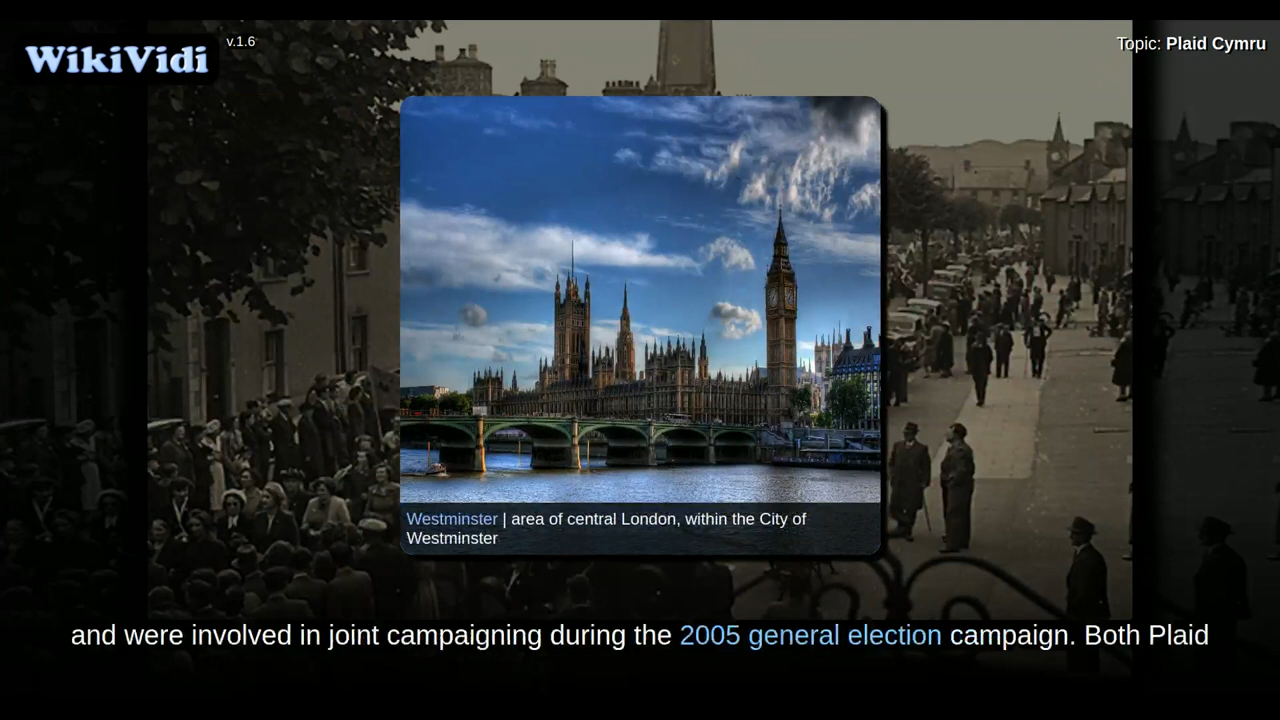 WikiVidi
v.1.6
Topic: Plaid Cymru
Westminster | area of central London, within the City of
Westminster
and were involved in joint campaigning during the 2005 general election campaign. Both Plaid